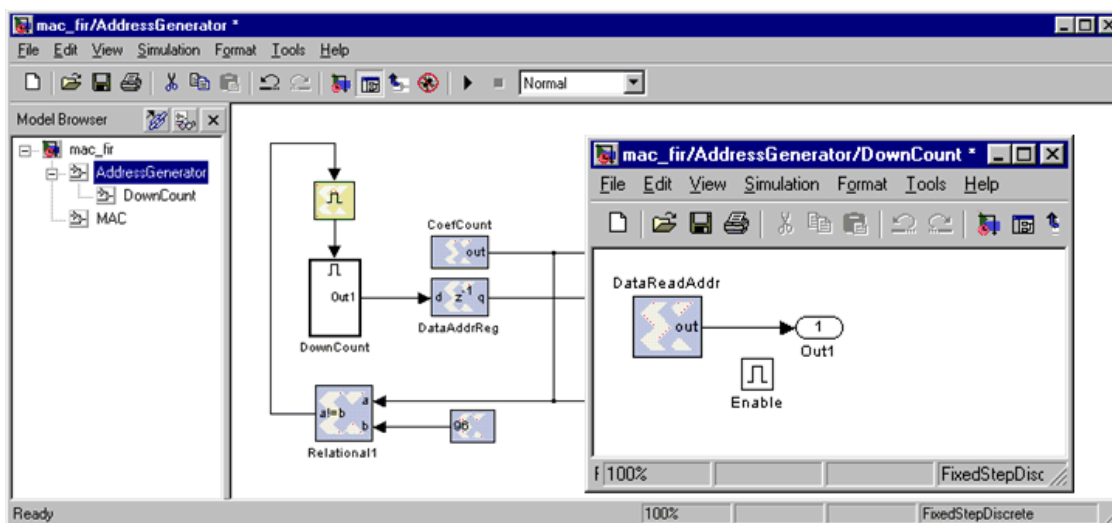 mac_fir/AddressGenerator *
File Edit View Simulation Format Tools Help
Normal
Model Browser
mac_fir
AddressGenerator
DownCount
MAC
CoefCount
out
Out1
d z-1 q
DataAddrReg
DownCount
a
a!=b
b
96
Relational1
mac_fir/AddressGenerator/DownCount *
File Edit View Simulation Format Tools Help
DataReadAddr
out
1
Out1
Enable
100%
FixedStepDisc
Ready
100%
FixedStepDiscrete